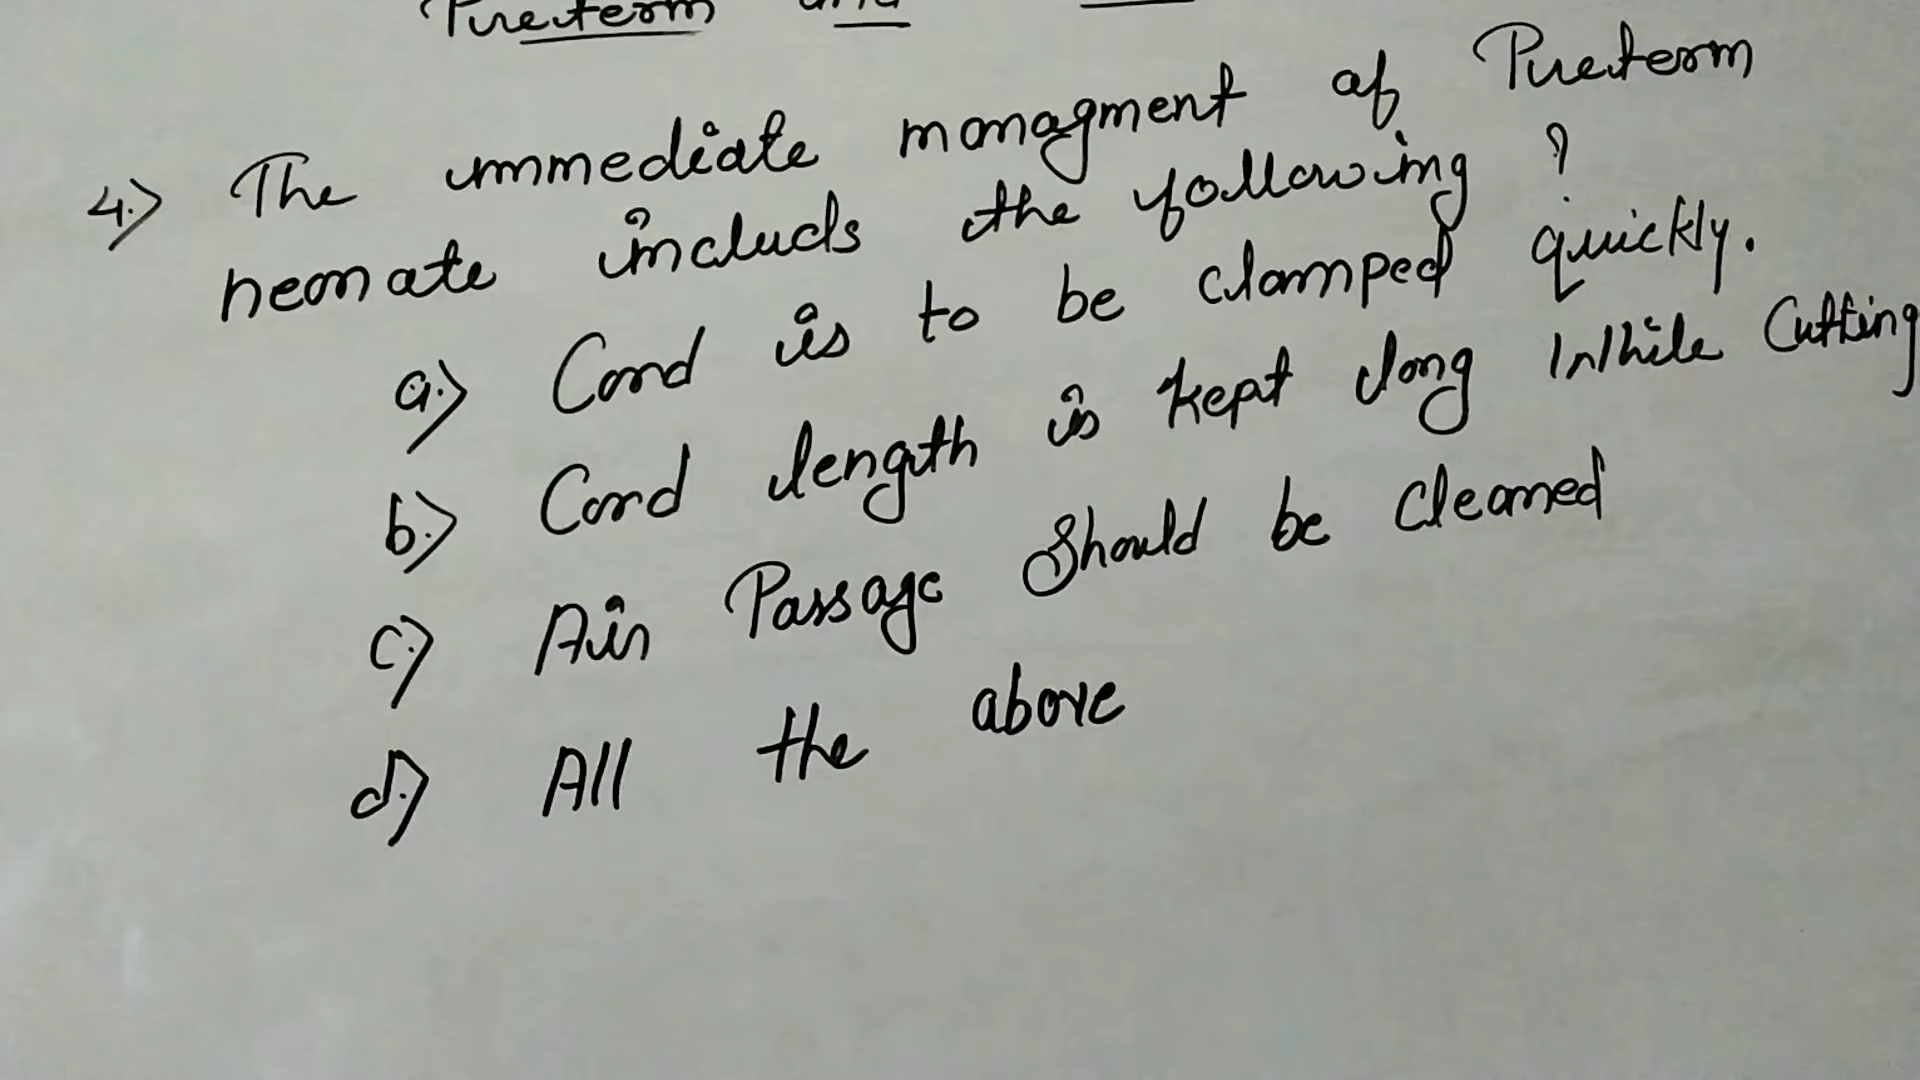 Preterm and
4.) The immediate managment of Preterm
neonate includs the following ?
a.) Cord is to be clamped quickly.
b.) Cord length is kept long While Cutting
c.) Air Passage Should be Cleaned
d.) All the above